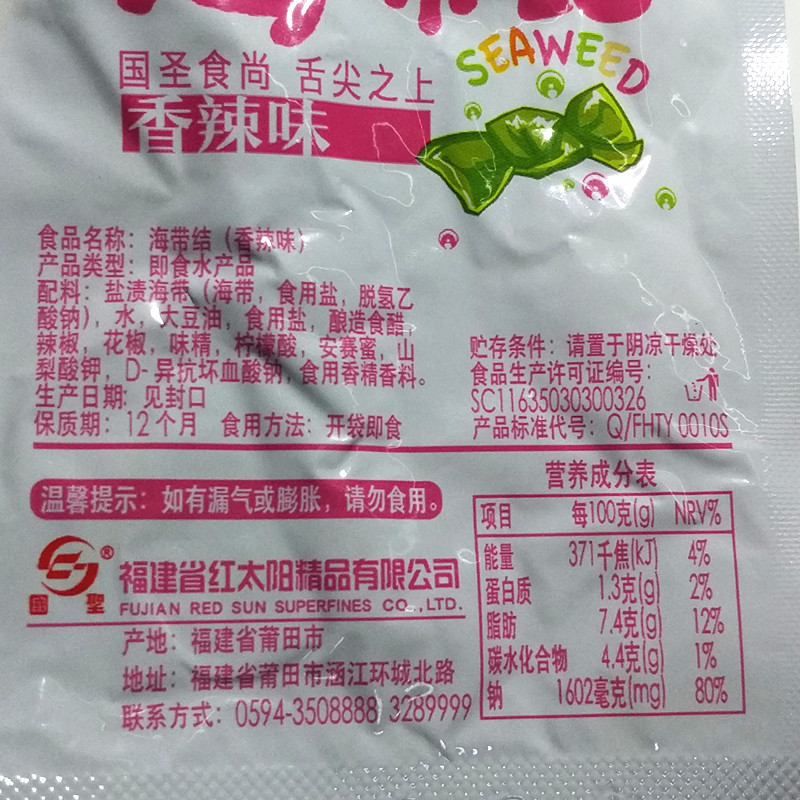 SEAWEED
国圣食尚 舌尖之上
香辣味
食品名称：海带结（香辣味）
产品类型：即食水产品
配料：盐渍海带（海带，食用盐，脱氢乙
酸钠），水，大豆油，食用盐，酿造食醋，
辣椒，花椒，味精，柠檬酸，安赛蜜，山
梨酸钾，D-异抗坏血酸钠，食用香精香料。
生产日期：见封口
保质期：12个月 食用方法：开袋即食
贮存条件：请置于阴凉干燥处
食品生产许可证编号：
SC11635030300326
产品标准代号：Q/FHTY 0010S
温馨提示：如有漏气或膨胀，请勿食用。
國聖
福建省红太阳精品有限公司
FUJIAN RED SUN SUPERFINES CO.,LTD.
产地：福建省莆田市
地址：福建省莆田市涵江环城北路
联系方式：0594-3508888 3289999
营养成分表
项目 每100克(g) NRV%
能量 371千焦(kJ) 4%
蛋白质 1.3克(g) 2%
脂肪 7.4克(g) 12%
碳水化合物 4.4克(g) 1%
钠 1602毫克(mg) 80%